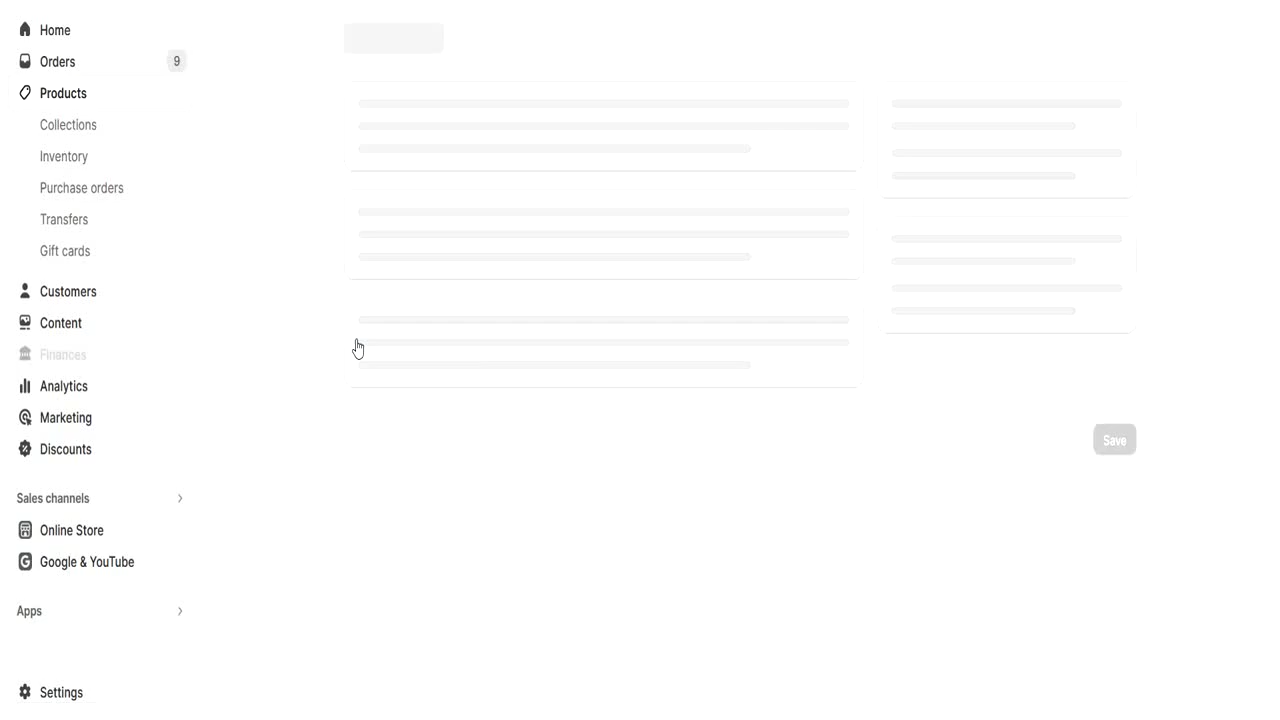 Home
Orders 9
Products
Collections
Inventory
Purchase orders
Transfers
Gift cards
Customers
Content
Finances
Analytics
Marketing
Discounts
Save
Sales channels
Online Store
Google & YouTube
Apps
Settings